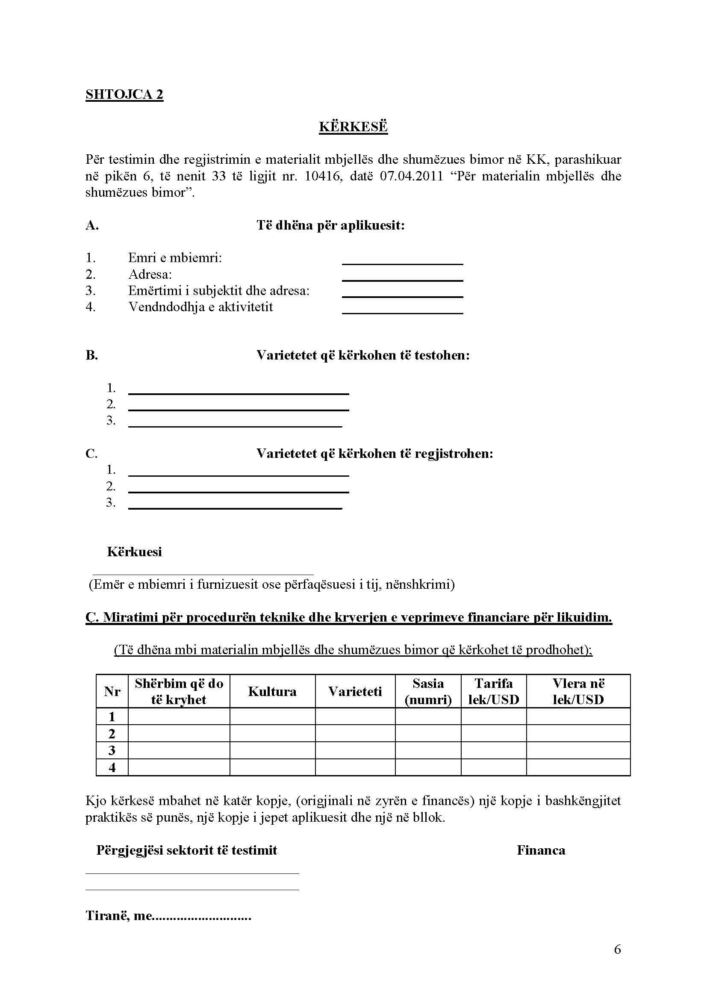 SHTOJCA 2
KËRKESË
Për testimin dhe regjistrimin e materialit mbjellës dhe shumëzues bimor në KK, parashikuar
në pikën 6, të nenit 33 të ligjit nr. 10416, datë 07.04.2011 “Për materialin mbjellës dhe
shumëzues bimor”.
A. Të dhëna për aplikuesit:
1. Emri e mbiemri:
2. Adresa:
3. Emërtimi i subjektit dhe adresa:
4. Vendndodhja e aktivitetit
B. Varietetet që kërkohen të testohen:
1.
2.
3.
C. Varietetet që kërkohen të regjistrohen:
1.
2.
3.
Kërkuesi
(Emër e mbiemri i furnizuesit ose përfaqësuesi i tij, nënshkrimi)
Ç. Miratimi për procedurën teknike dhe kryerjen e veprimeve financiare për likuidim.
(Të dhëna mbi materialin mbjellës dhe shumëzues bimor që kërkohet të prodhohet);
Nr Shërbim që do të kryhet Kultura Varieteti Sasia (numri) Tarifa lek/USD Vlera në lek/USD
1
2
3
4
Kjo kërkesë mbahet në katër kopje, (origjinali në zyrën e financës) një kopje i bashkëngjitet
praktikës së punës, një kopje i jepet aplikuesit dhe një në bllok.
Përgjegjësi sektorit të testimit Financa
Tiranë, me...........................
6